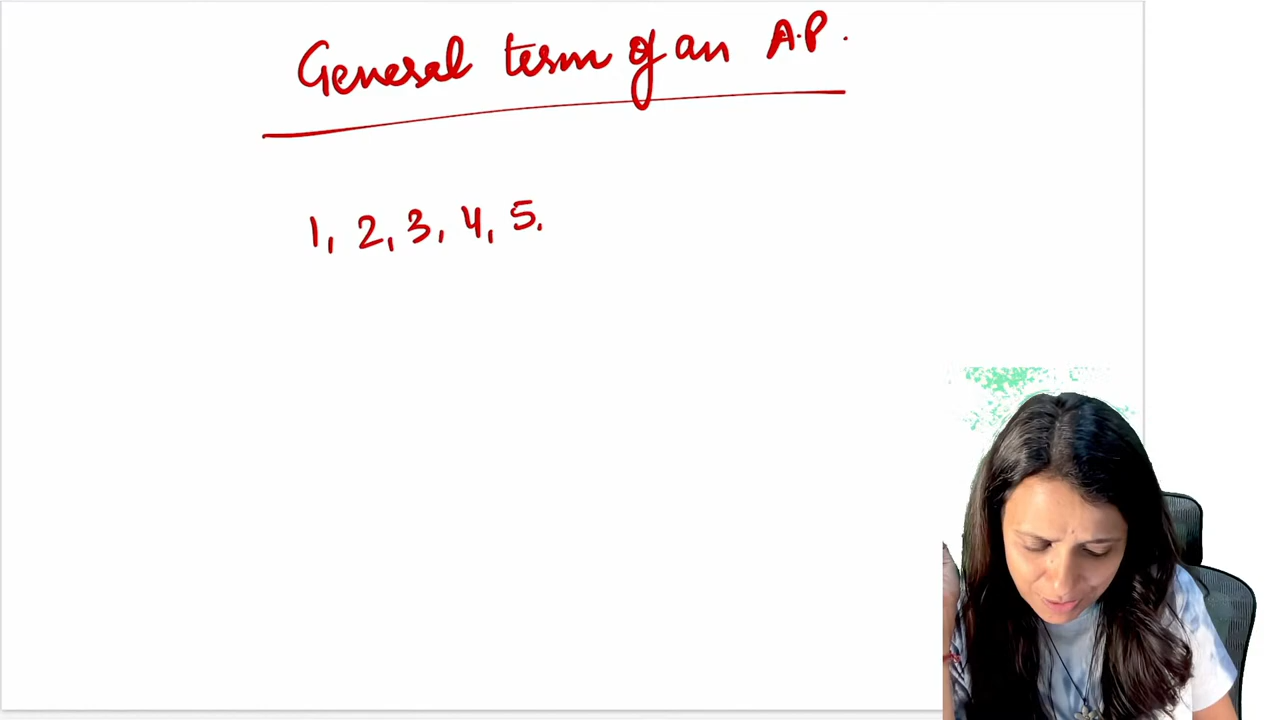 General term of an A.P.
1, 2, 3, 4, 5,